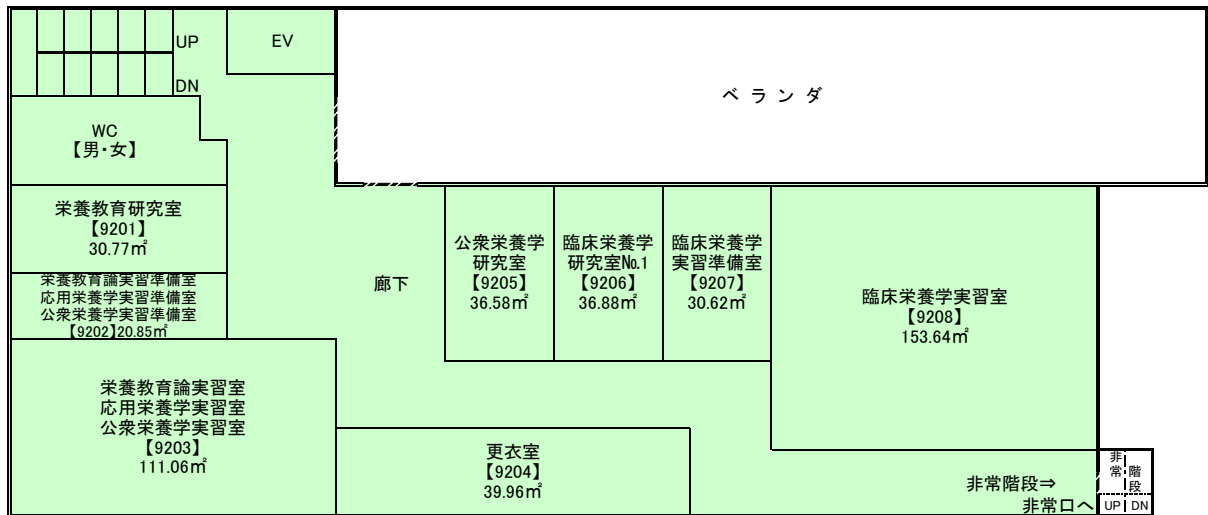 UP
DN
EV
ベランダ
WC
【男・女】
栄養教育研究室
【9201】
30.77㎡
栄養教育論実習準備室
応用栄養学実習準備室
公衆栄養学実習準備室
【9202】20.85㎡
廊下
公衆栄養学
研究室
【9205】
36.58㎡
臨床栄養学
研究室№1
【9206】
36.88㎡
臨床栄養学
実習準備室
【9207】
30.62㎡
臨床栄養学実習室
【9208】
153.64㎡
栄養教育論実習室
応用栄養学実習室
公衆栄養学実習室
【9203】
111.06㎡
更衣室
【9204】
39.96㎡
非常階段⇒
非常口へ
非常階段
UP DN